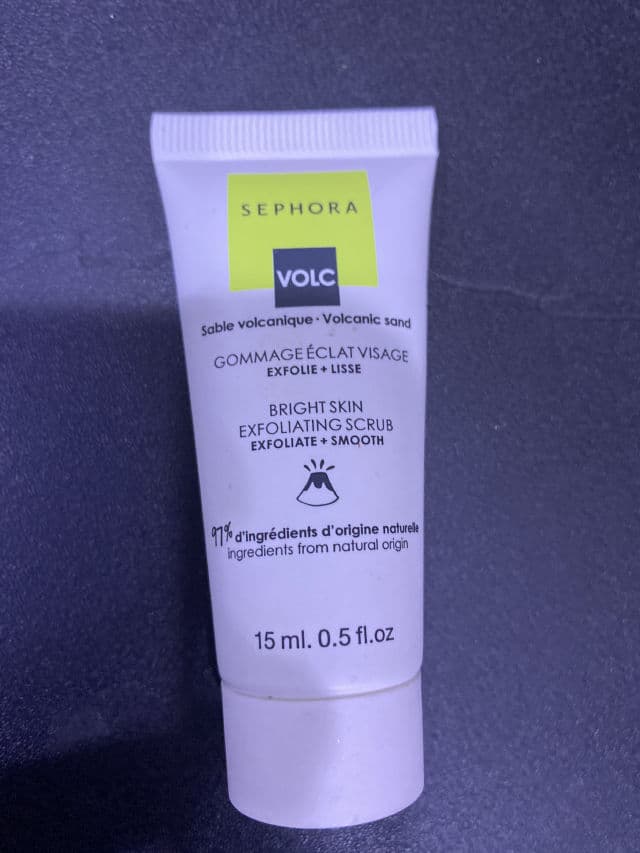 SEPHORA
VOLC
Sable volcanique · Volcanic sand
GOMMAGE ÉCLAT VISAGE
EXFOLIE + LISSE
BRIGHT SKIN
EXFOLIATING SCRUB
EXFOLIATE + SMOOTH
97% d'ingrédients d'origine naturelle
ingredients from natural origin
15 ml. 0.5 fl.oz